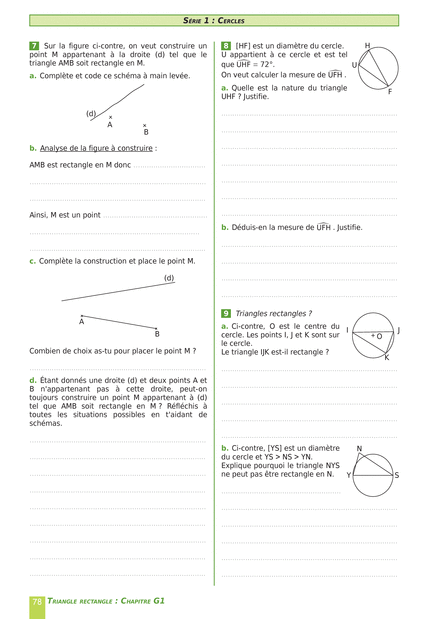 SÉRIE 1 : CERCLES
7 Sur la figure ci-contre, on veut construire un
point M appartenant à la droite (d) tel que le
triangle AMB soit rectangle en M.
a. Complète et code ce schéma à main levée.
(d)
A
B
b. Analyse de la figure à construire :
AMB est rectangle en M donc
Ainsi, M est un point
c. Complète la construction et place le point M.
(d)
A
B
Combien de choix as-tu pour placer le point M ?
d. Étant donnés une droite (d) et deux points A et
B n'appartenant pas à cette droite, peut-on
toujours construire un point M appartenant à (d)
tel que AMB soit rectangle en M ? Réfléchis à
toutes les situations possibles en t'aidant de
schémas.
8 [HF] est un diamètre du cercle.
U appartient à ce cercle et est tel
que UHF = 72°.
On veut calculer la mesure de UFH .
a. Quelle est la nature du triangle
UHF ? Justifie.
H
U
F
b. Déduis-en la mesure de UFH . Justifie.
9 Triangles rectangles ?
a. Ci-contre, O est le centre du
cercle. Les points I, J et K sont sur
le cercle.
Le triangle IJK est-il rectangle ?
I
J
O
K
b. Ci-contre, [YS] est un diamètre
du cercle et YS > NS > YN.
Explique pourquoi le triangle NYS
ne peut pas être rectangle en N.
N
Y
S
78 TRIANGLE RECTANGLE : CHAPITRE G1